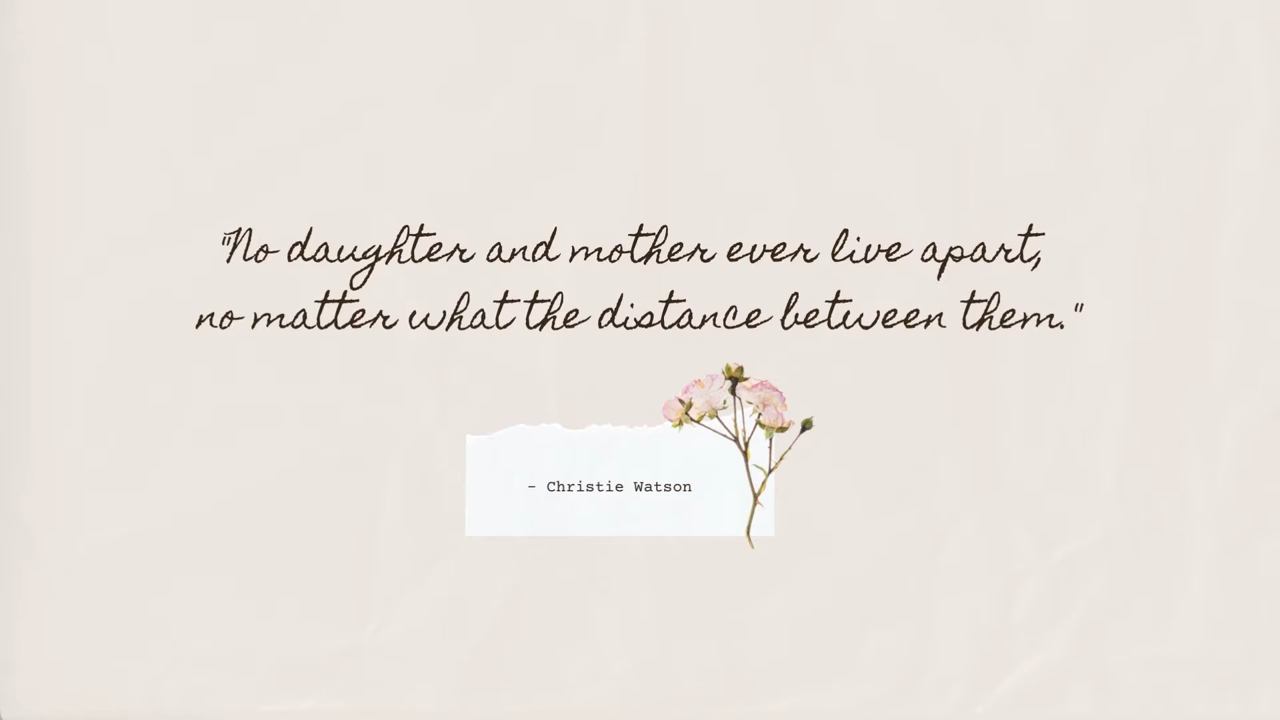 "No daughter and mother ever live apart,
no matter what the distance between them."
- Christie Watson